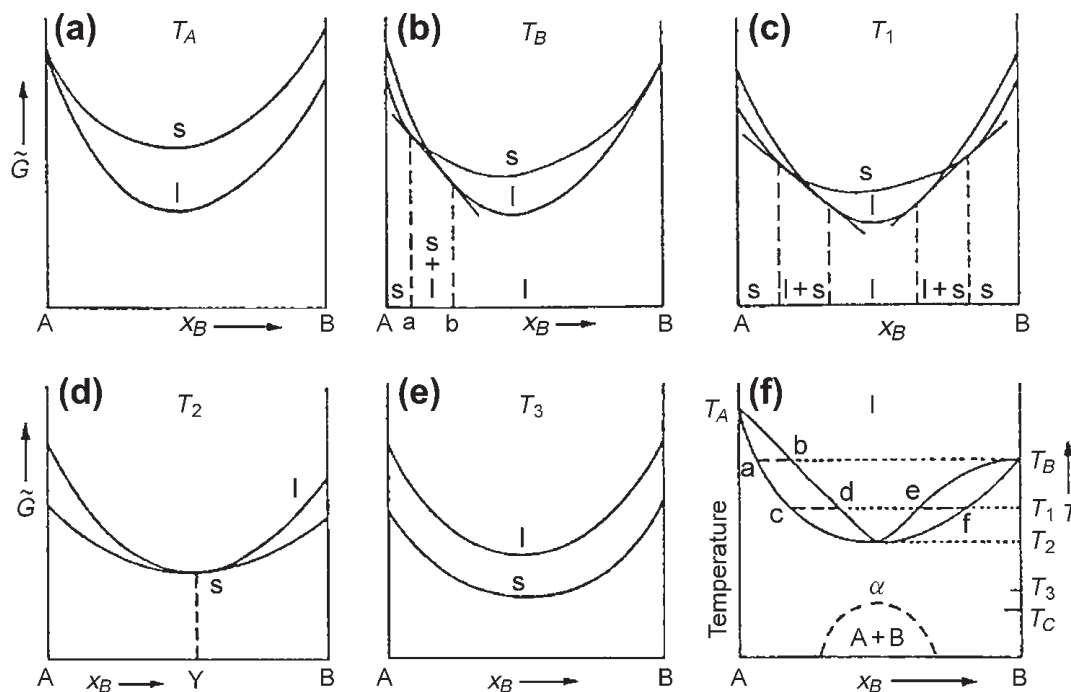 (a) T_A
s
l
G̃
A x_B B
(b) T_B
s
l
s
+
s l l
A a b x_B B
(c) T_1
s
l
s l + s l l + s s
A x_B B
(d) T_2
l
G̃
s
A x_B Y B
(e) T_3
l
s
A x_B B
(f) l
T_A
b
a T_B
d e
c f T_1 T
T_2
α T_3
T_C
A + B
Temperature
A x_B B